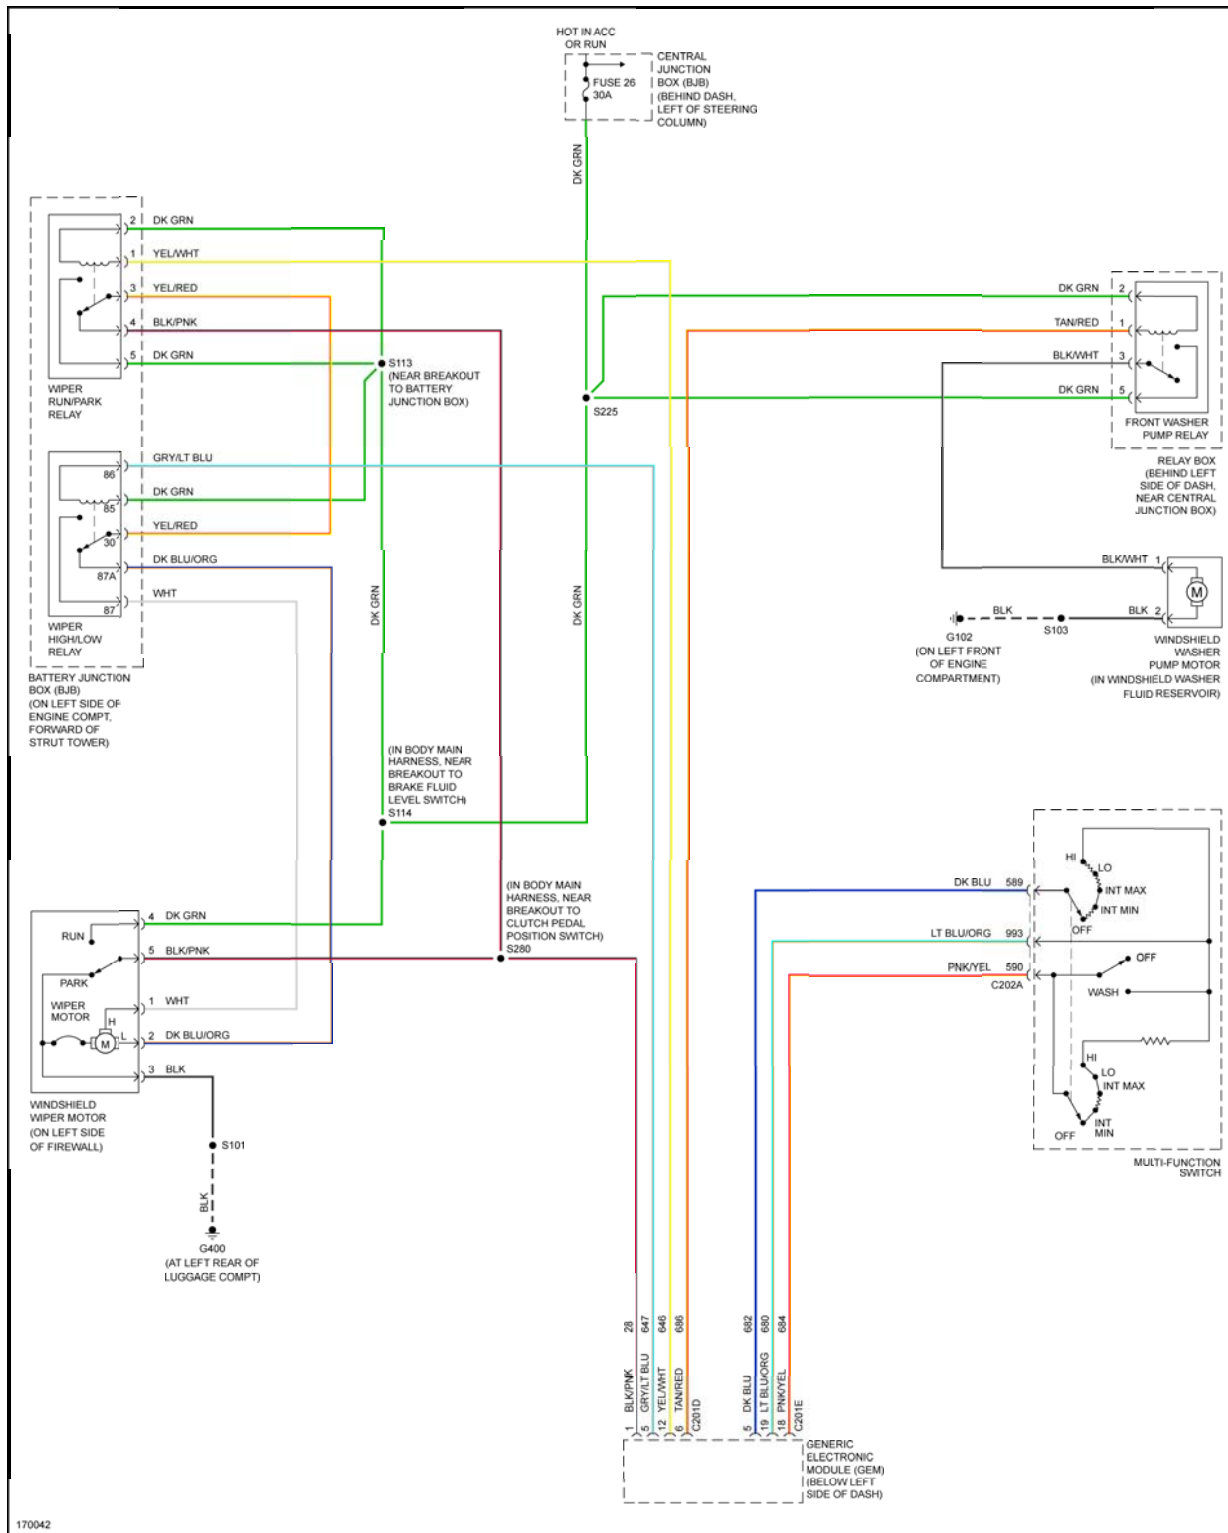 HOT IN ACC
OR RUN
FUSE 26
30A
CENTRAL
JUNCTION
BOX (BJB)
(BEHIND DASH,
LEFT OF STEERING
COLUMN)
DK GRN
2 DK GRN
1 YEL/WHT
3 YEL/RED
4 BLK/PNK
5 DK GRN
WIPER
RUN/PARK
RELAY
S113
(NEAR BREAKOUT
TO BATTERY
JUNCTION BOX)
S225
DK GRN 2
TAN/RED 1
BLK/WHT 3
DK GRN 5
FRONT WASHER
PUMP RELAY
RELAY BOX
(BEHIND LEFT
SIDE OF DASH,
NEAR CENTRAL
JUNCTION BOX)
86 GRY/LT BLU
85 DK GRN
30 YEL/RED
87A DK BLU/ORG
87 WHT
WIPER
HIGH/LOW
RELAY
BATTERY JUNCTION
BOX (BJB)
(ON LEFT SIDE OF
ENGINE COMPT,
FORWARD OF
STRUT TOWER)
DK GRN
DK GRN
BLK/WHT 1
M
BLK 2
BLK
S103
G102
(ON LEFT FRONT
OF ENGINE
COMPARTMENT)
WINDSHIELD
WASHER
PUMP MOTOR
(IN WINDSHIELD WASHER
FLUID RESERVOIR)
(IN BODY MAIN
HARNESS, NEAR
BREAKOUT TO
BRAKE FLUID
LEVEL SWITCH)
S114
(IN BODY MAIN
HARNESS, NEAR
BREAKOUT TO
CLUTCH PEDAL
POSITION SWITCH)
S280
RUN
PARK
WIPER
MOTOR
H
L
M
4 DK GRN
5 BLK/PNK
1 WHT
2 DK BLU/ORG
3 BLK
WINDSHIELD
WIPER MOTOR
(ON LEFT SIDE
OF FIREWALL)
S101
BLK
G400
(AT LEFT REAR OF
LUGGAGE COMPT)
DK BLU 589
LT BLU/ORG 993
PNK/YEL 590
C202A
HI
LO
INT MAX
INT MIN
OFF
OFF
WASH
HI
LO
INT MAX
INT
MIN
OFF
MULTI-FUNCTION
SWITCH
1 BLK/PNK 28
5 GRY/LT BLU 647
12 YEL/WHT 646
6 TAN/RED 686
C201D
5 DK BLU 682
19 LT BLU/ORG 680
18 PNK/YEL 684
C201E
GENERIC
ELECTRONIC
MODULE (GEM)
(BELOW LEFT
SIDE OF DASH)
170042